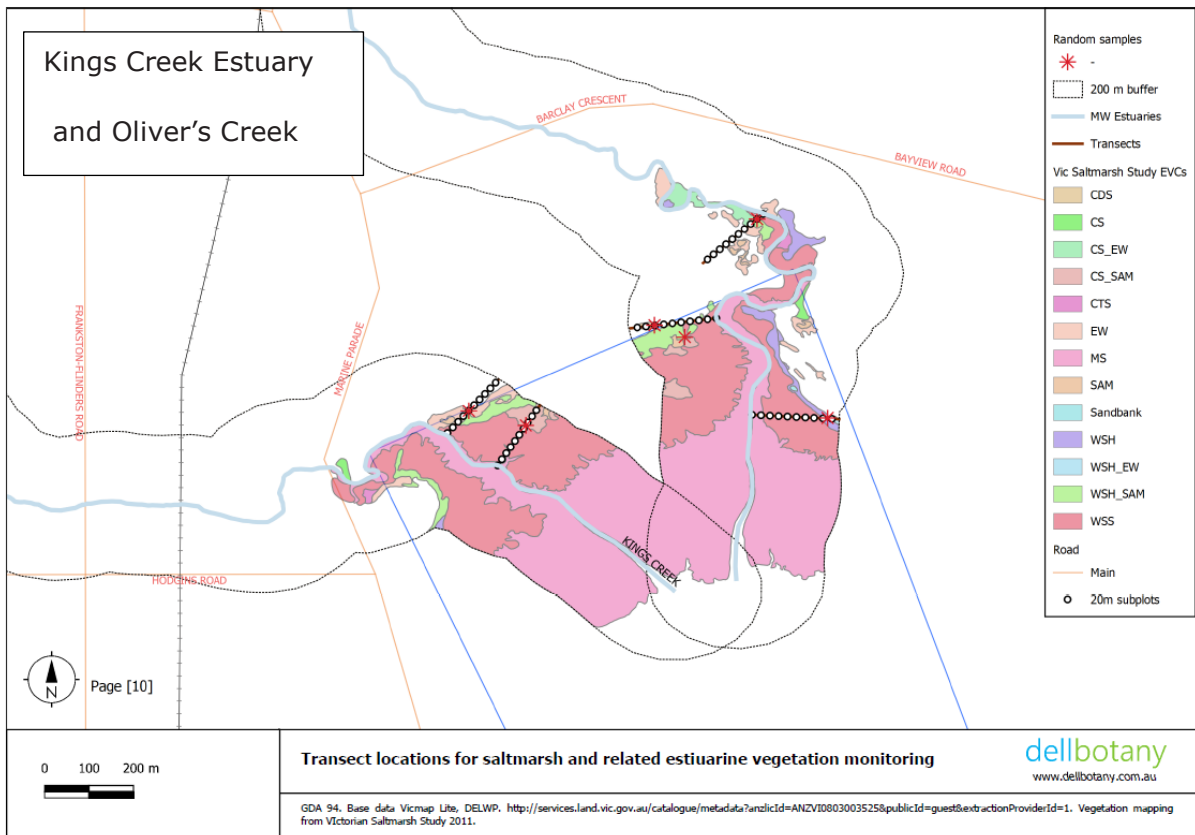 Kings Creek Estuary
and Oliver's Creek
BARCLAY CRESCENT
BAYVIEW ROAD
FRANKSTON-FLINDERS ROAD
MARINE PARADE
HODGINS ROAD
KINGS CREEK
N
Page [10]
Random samples
-
200 m buffer
MW Estuaries
Transects
Vic Saltmarsh Study EVCs
CDS
CS
CS_EW
CS_SAM
CTS
EW
MS
SAM
Sandbank
WSH
WSH_EW
WSH_SAM
WSS
Road
Main
20m subplots
0 100 200 m
Transect locations for saltmarsh and related estiuarine vegetation monitoring
dellbotany
www.dellbotany.com.au
GDA 94. Base data Vicmap Lite, DELWP. http://services.land.vic.gov.au/catalogue/metadata?anzlicId=ANZVI0803003525&publicId=guest&extractionProviderId=1. Vegetation mapping
from VIctorian Saltmarsh Study 2011.